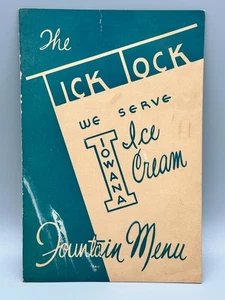 The
TICK TOCK
WE SERVE
IOWANA Ice
Cream
Fountain Menu